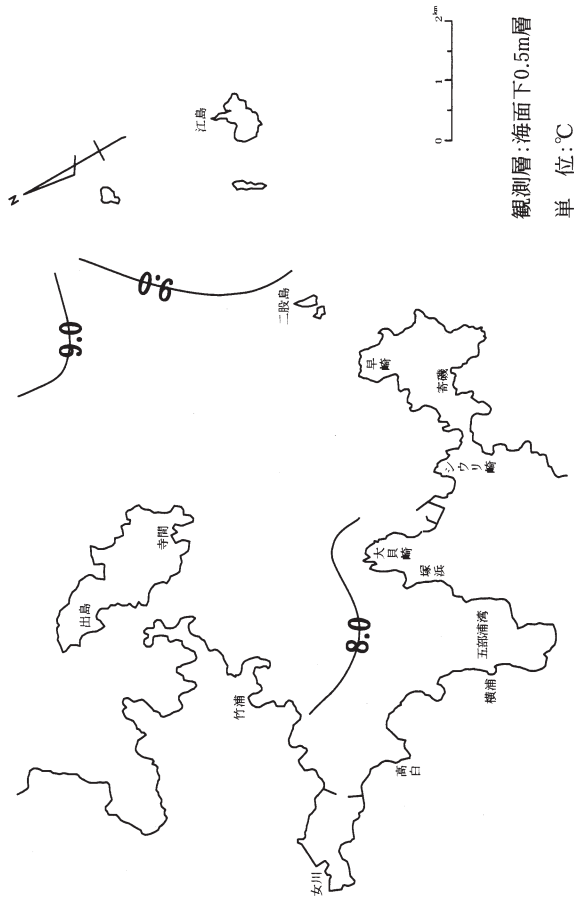 N
9.0
出島
9.0
寺間
江島
竹浦
二股島
女川
8.0
早崎
大貝崎
高白
塚浜
寄磯
0 1 2km
シウリ崎
五部浦湾
横浦
観測層:海面下0.5m層
単 位:℃